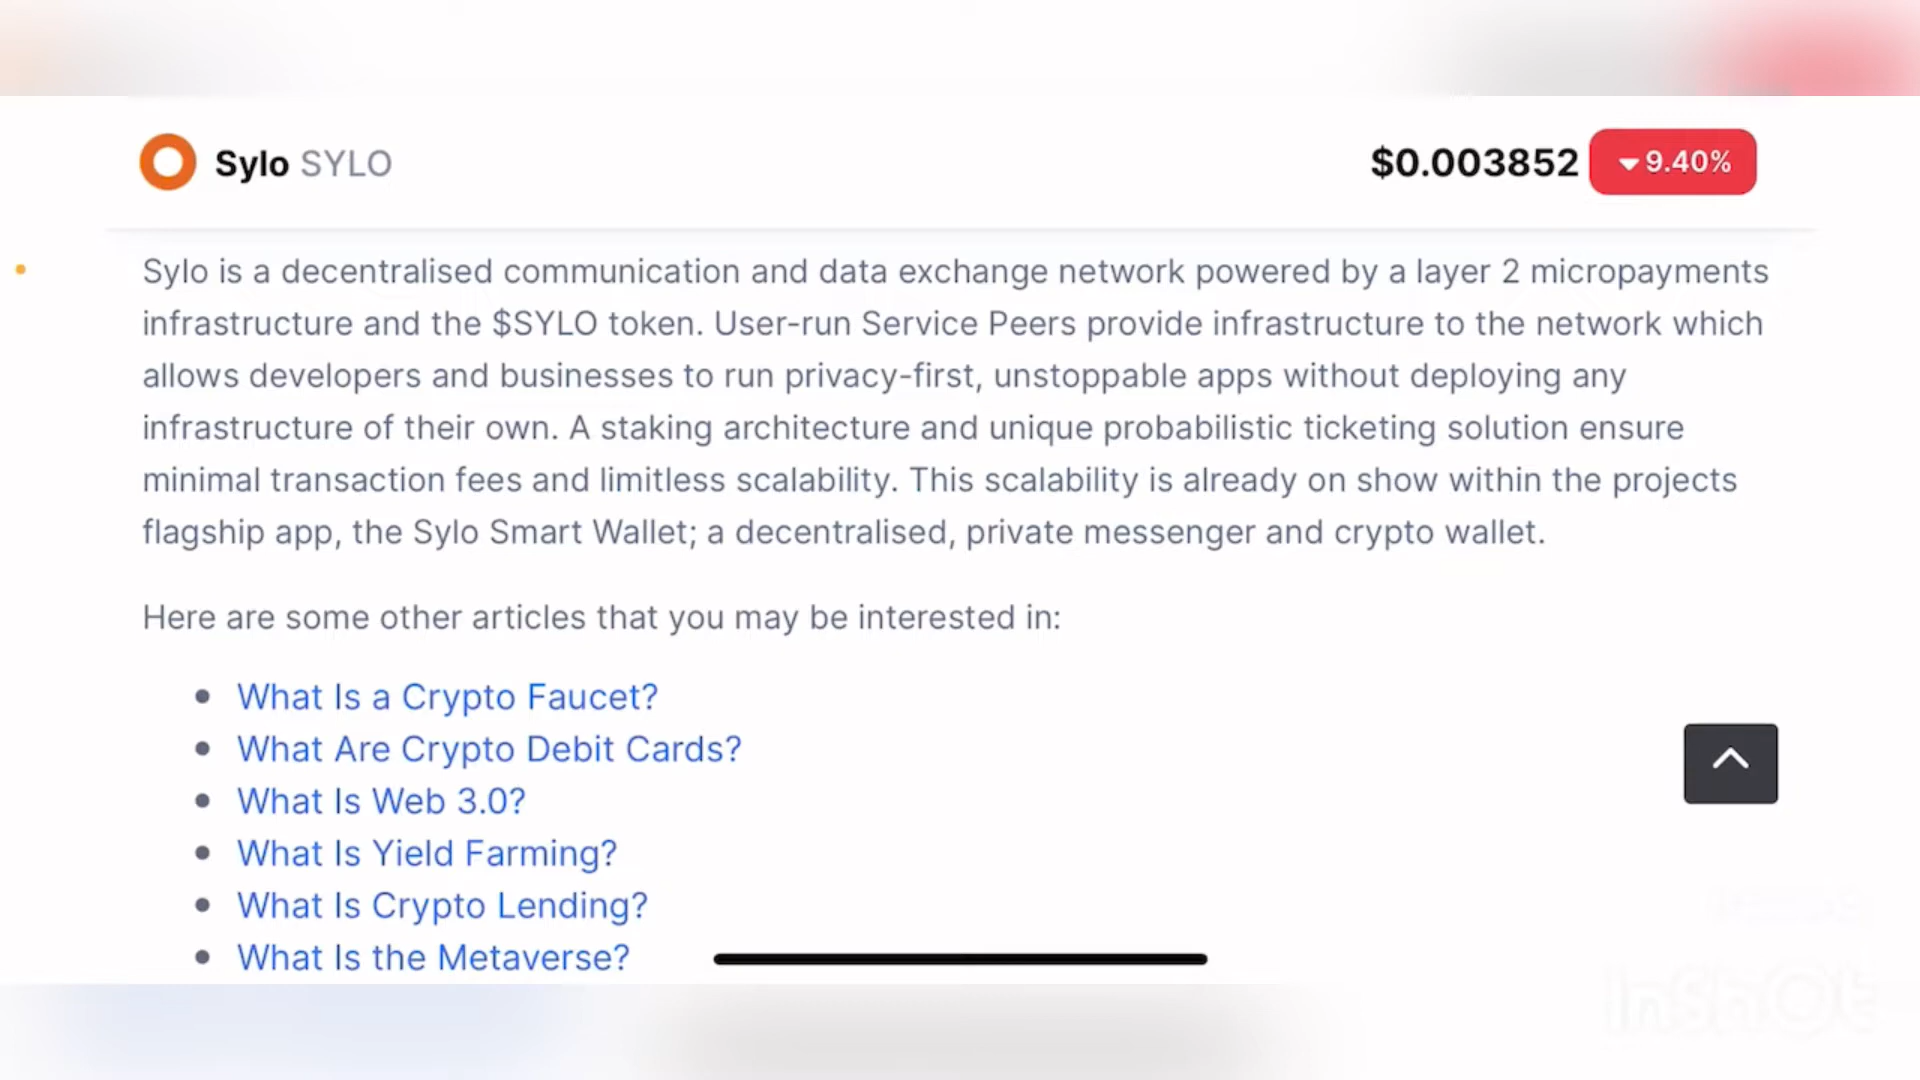 Sylo SYLO
$0.003852 9.40%
Sylo is a decentralised communication and data exchange network powered by a layer 2 micropayments
infrastructure and the $SYLO token. User-run Service Peers provide infrastructure to the network which
allows developers and businesses to run privacy-first, unstoppable apps without deploying any
infrastructure of their own. A staking architecture and unique probabilistic ticketing solution ensure
minimal transaction fees and limitless scalability. This scalability is already on show within the projects
flagship app, the Sylo Smart Wallet; a decentralised, private messenger and crypto wallet.
Here are some other articles that you may be interested in:
What Is a Crypto Faucet?
What Are Crypto Debit Cards?
What Is Web 3.0?
What Is Yield Farming?
What Is Crypto Lending?
What Is the Metaverse?
InShOt